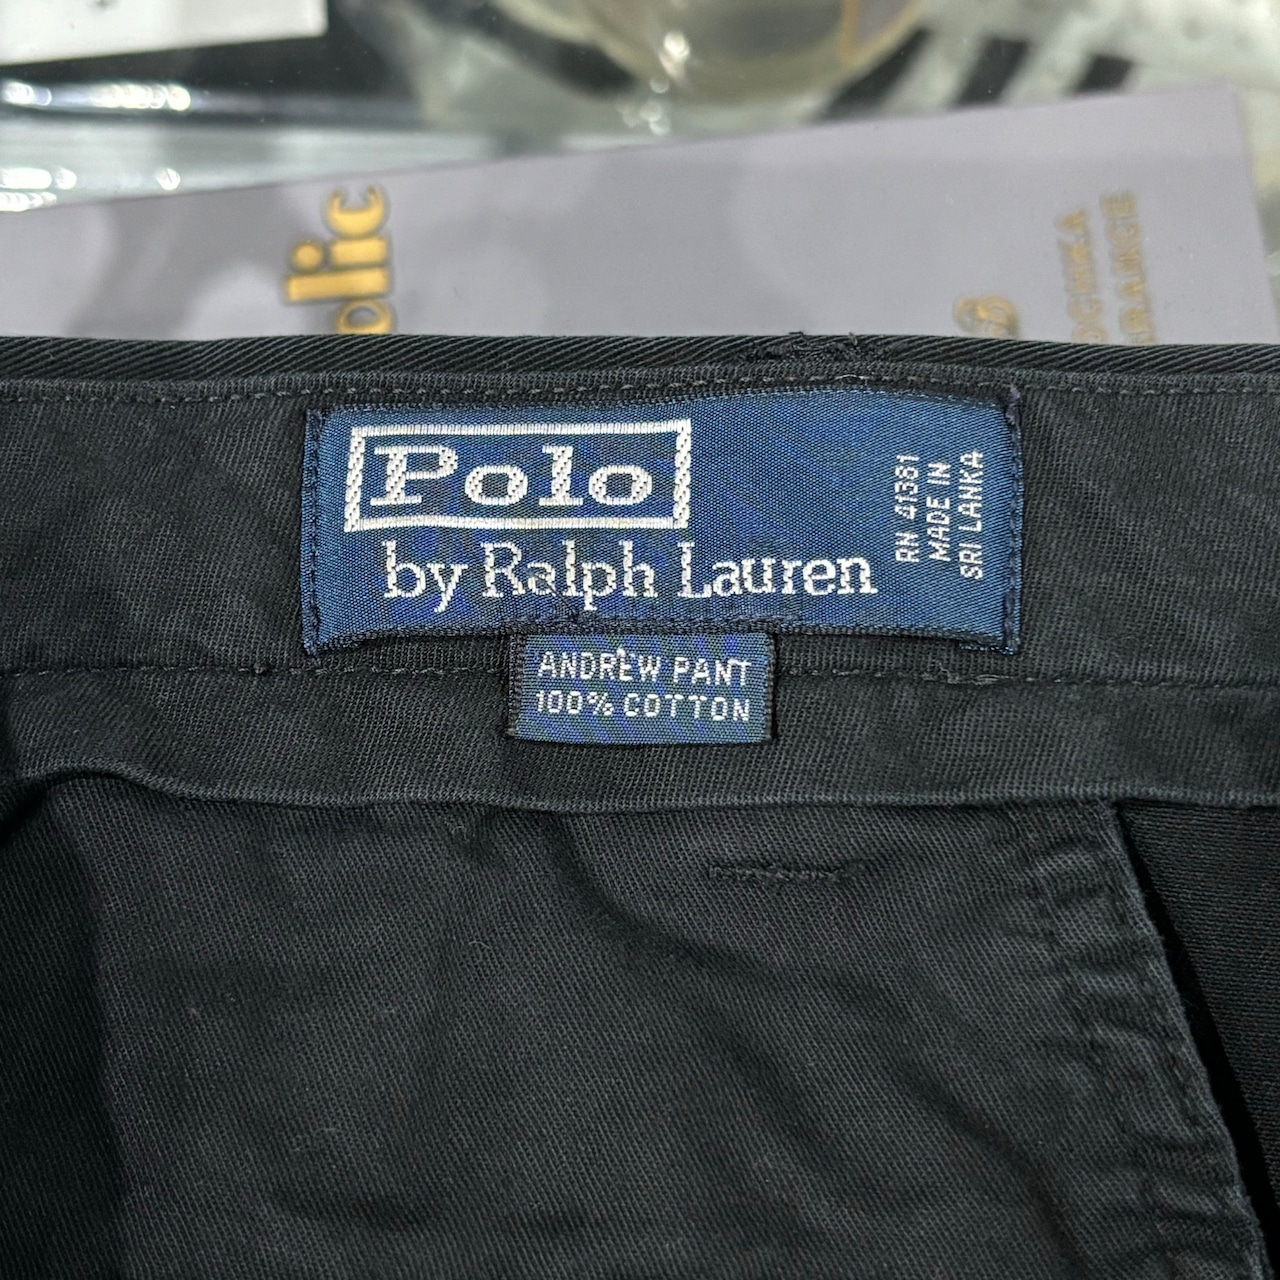 Polo
by Ralph Lauren
RN 41381
MADE IN
SRI LANKA
ANDREW PANT
100% COTTON